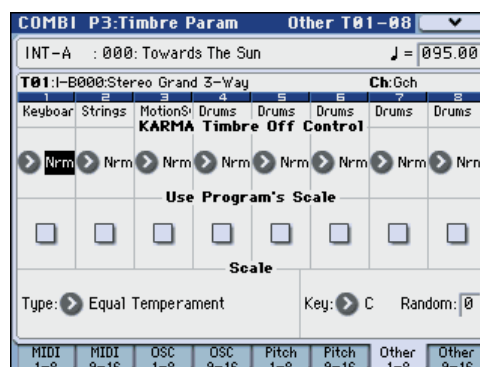 COMBI P3:Timbre Param Other T01-08
INT-A : 000: Towards The Sun ♩ = 095.00
T01:I-B000:Stereo Grand 3-Way Ch:Gch
1 2 3 4 5 6 7 8
Keyboar Strings MotionS Drums Drums Drums Drums Drums
KARMA Timbre Off Control
Nrm Nrm Nrm Nrm Nrm Nrm Nrm Nrm
Use Program's Scale
Scale
Type: Equal Temperament Key: C Random: 0
MIDI MIDI OSC OSC Pitch Pitch Other Other
1-8 9-16 1-8 9-16 1-8 9-16 1-8 9-16